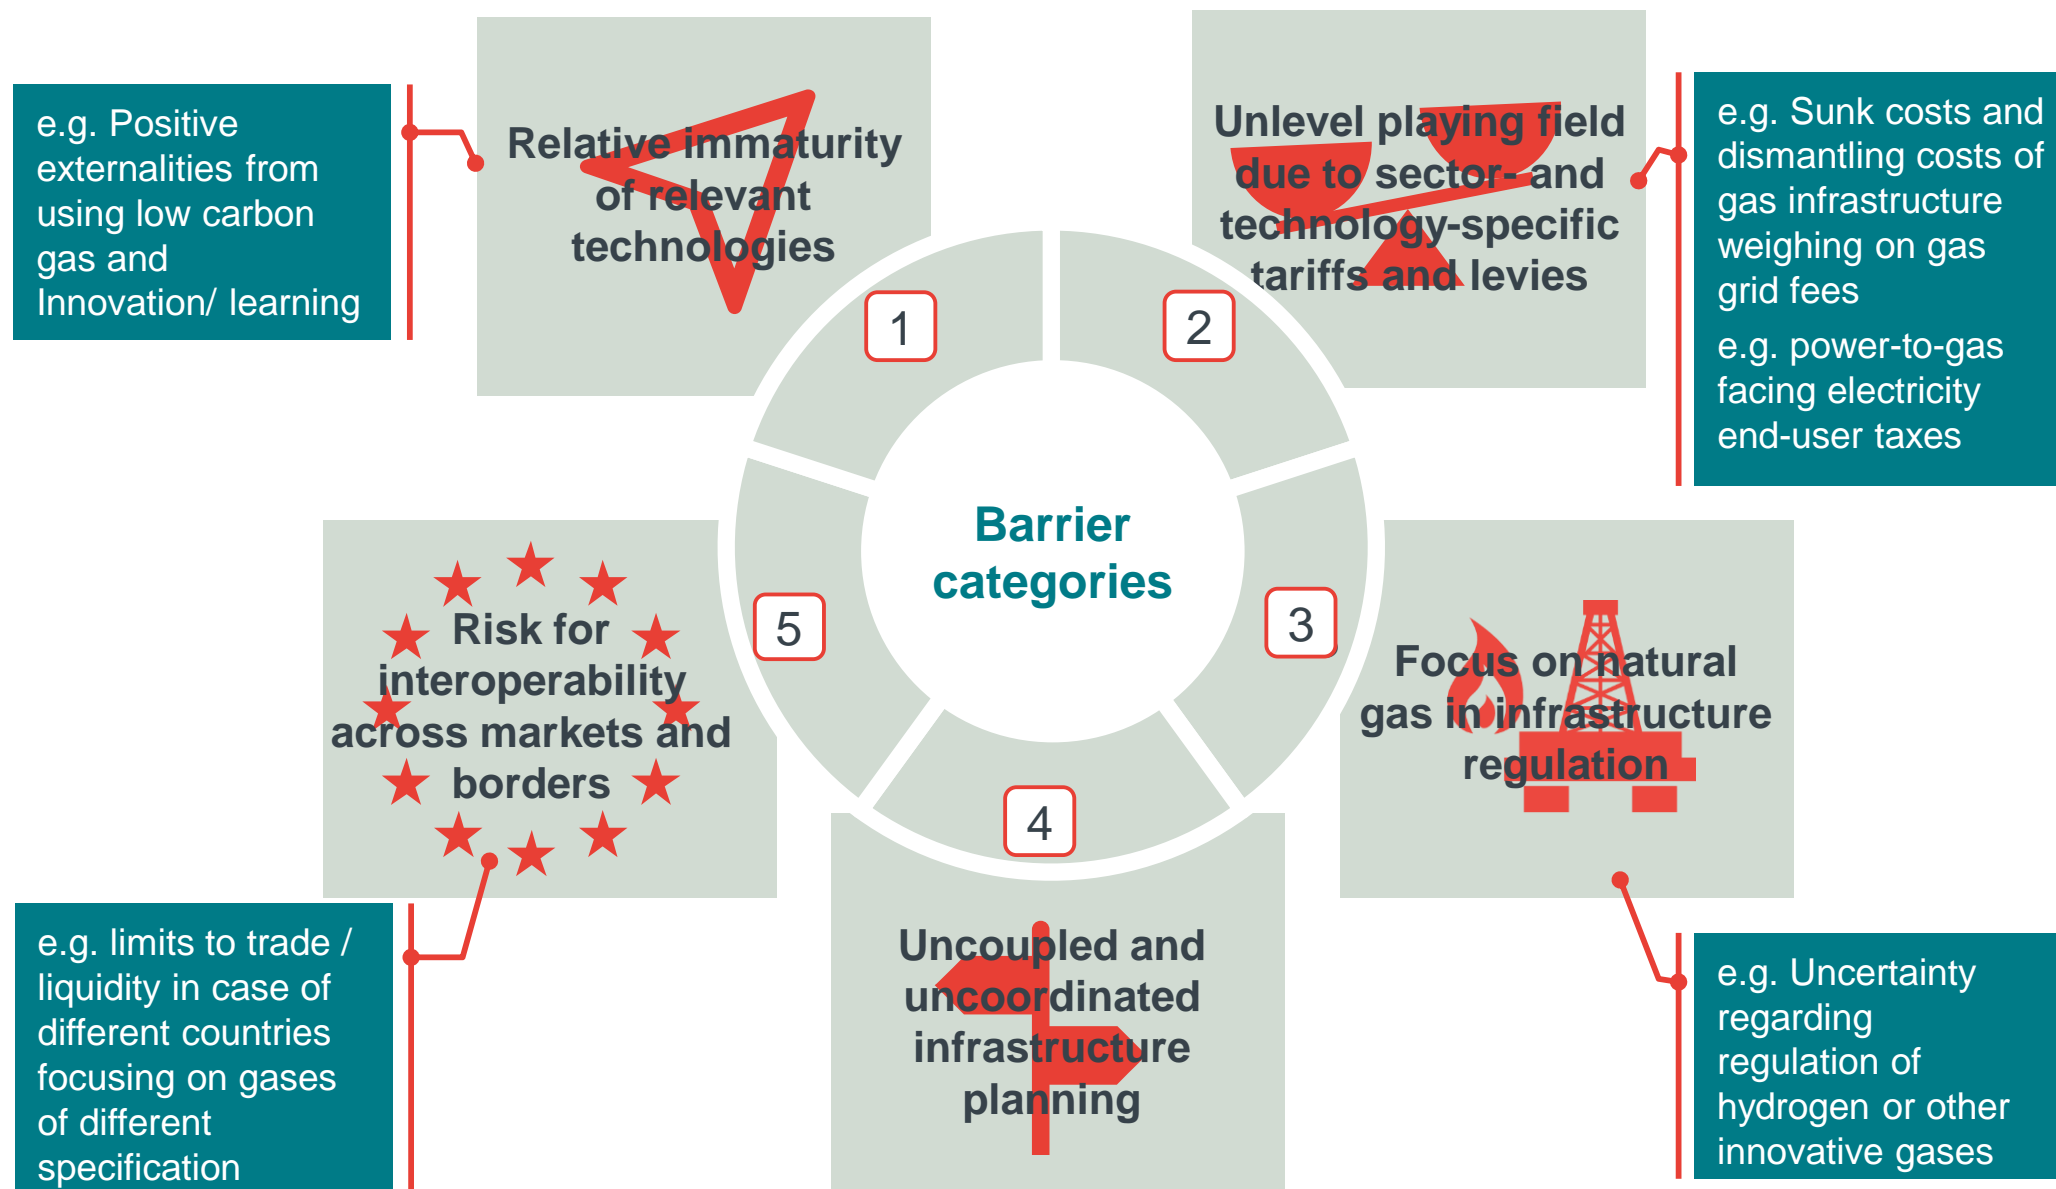 e.g. Positive
externalities from
using low carbon
gas and
Innovation/ learning
Relative immaturity
of relevant
technologies
1
Unlevel playing field
due to sector- and
technology-specific
tariffs and levies
2
e.g. Sunk costs and
dismantling costs of
gas infrastructure
weighing on gas
grid fees
e.g. power-to-gas
facing electricity
end-user taxes
Barrier
categories
3
Focus on natural
gas in infrastructure
regulation
e.g. Uncertainty
regarding
regulation of
hydrogen or other
innovative gases
4
Uncoupled and
uncoordinated
infrastructure
planning
5
Risk for
interoperability
across markets and
borders
e.g. limits to trade /
liquidity in case of
different countries
focusing on gases
of different
specification